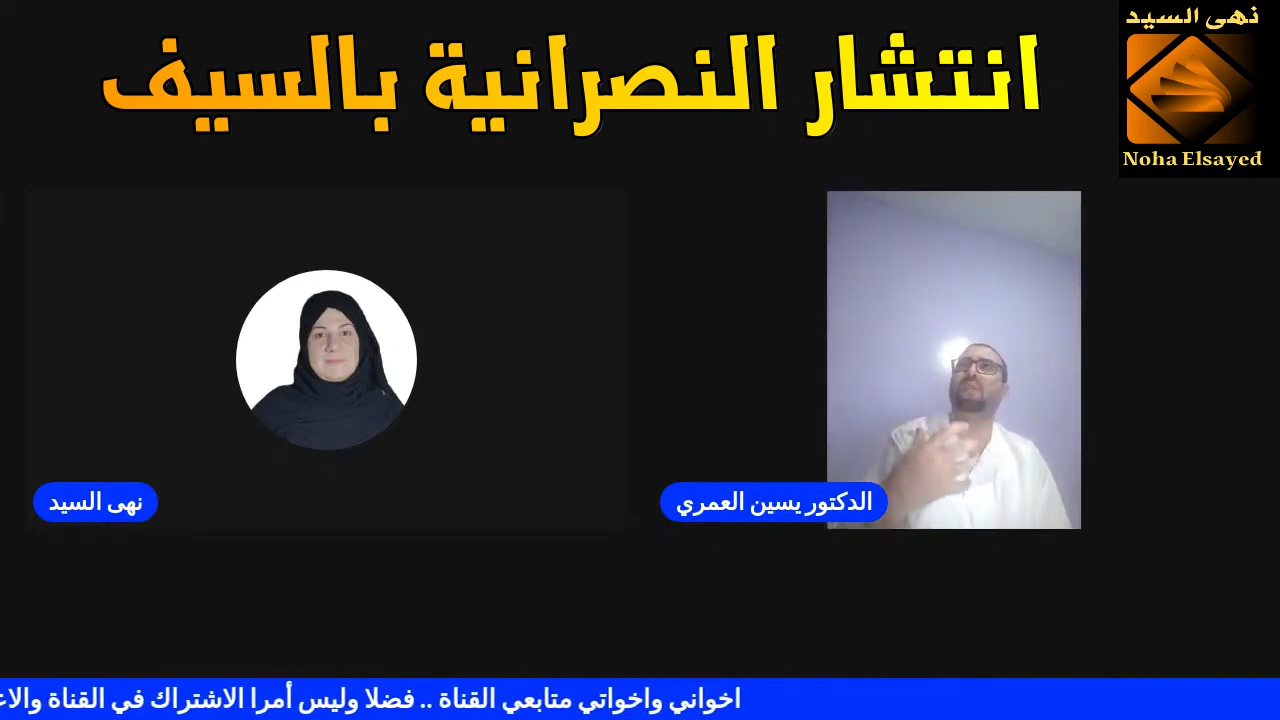 انتشار النصرانية بالسيف
نهى السيد
Noha Elsayed
نهى السيد
الدكتور يسين العمري
اخواني واخواتي متابعي القناة .. فضلا وليس أمرا الاشتراك في القناة